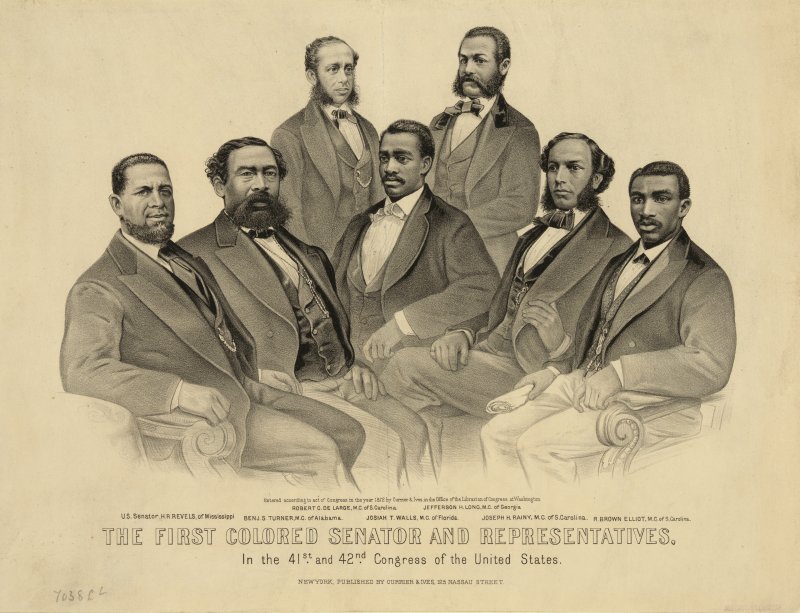 Entered according to act of Congress in the year 1872 by Currier & Ives, in the Office of the Librarian of Congress, at Washington.
ROBERT C. DE LARGE, M.C. of S. Carolina. JEFFERSON H. LONG, M.C. of Georgia.
U.S. Senator H.R. REVELS, of Mississippi BENJ. S. TURNER, M.C. of Alabama. JOSIAH T. WALLS, M.C. of Florida. JOSEPH H. RAINY, M.C. of S. Carolina. R. BROWN ELLIOT, M.C. of S. Carolina.
THE FIRST COLORED SENATOR AND REPRESENTATIVES,
In the 41st. and 42nd. Congress of the United States.
NEW YORK, PUBLISHED BY CURRIER & IVES, 125 NASSAU STREET.